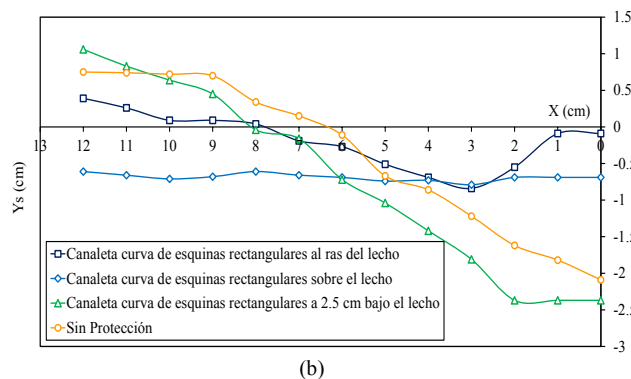 1.5
1
0.5
0
-0.5
-1
-1.5
-2
-2.5
-3
X (cm)
13 12 11 10 9 8 7 6 5 4 3 2 1 0
Ys (cm)
Canaleta curva de esquinas rectangulares al ras del lecho
Canaleta curva de esquinas rectangulares sobre el lecho
Canaleta curva de esquinas rectangulares a 2.5 cm bajo el lecho
Sin Protección
(b)